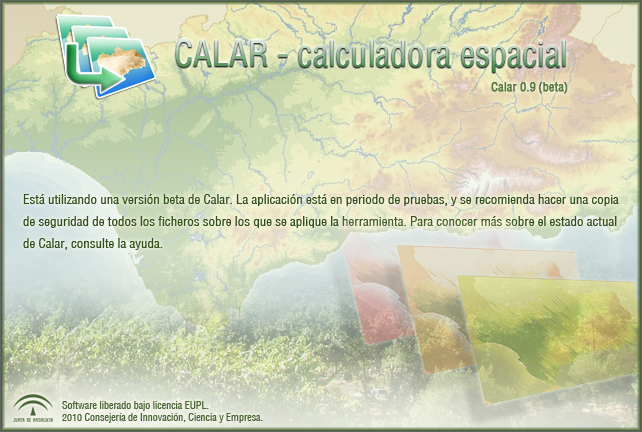 CALAR - calculadora espacial
Calar 0.9 (beta)
Está utilizando una versión beta de Calar. La aplicación está en periodo de pruebas, y se recomienda hacer una copia
de seguridad de todos los ficheros sobre los que se aplique la herramienta. Para conocer más sobre el estado actual
de Calar, consulte la ayuda.
Software liberado bajo licencia EUPL.
2010 Consejería de Innovación, Ciencia y Empresa.
JUNTA DE ANDALUCIA